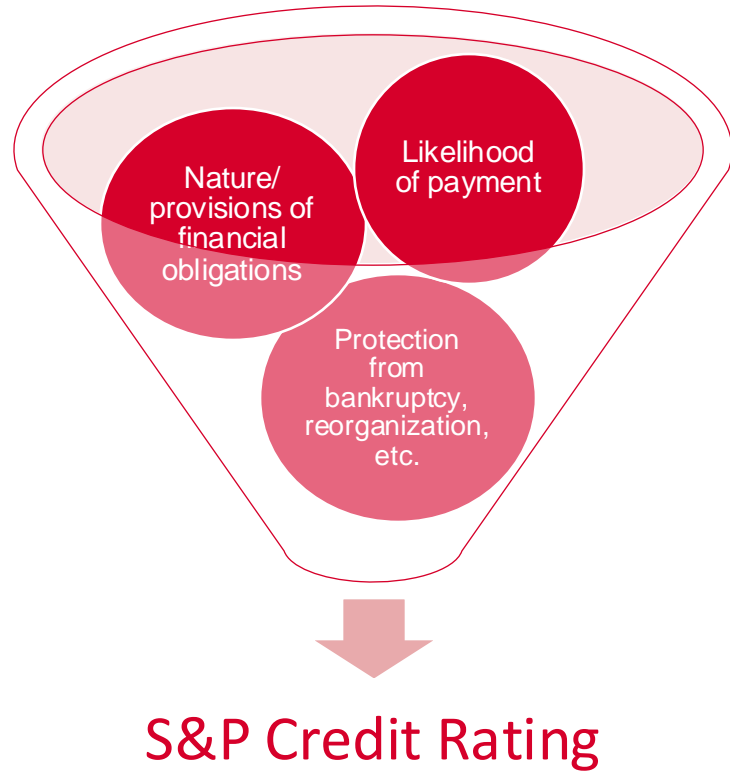 Likelihood
of payment
Nature/
provisions of
financial
obligations
Protection
from
bankruptcy,
reorganization,
etc.
S&P Credit Rating